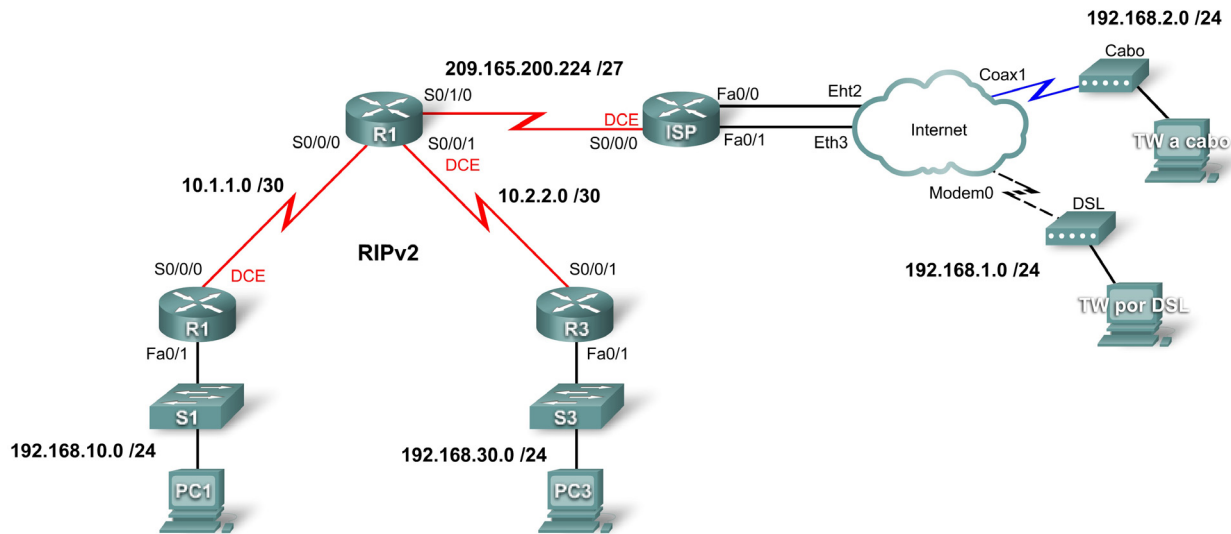 192.168.2.0 /24
Cabo
Coax1
209.165.200.224 /27
S0/1/0
DCE
Fa0/0
Eht2
R1
ISP
Internet
TW a cabo
S0/0/0
S0/0/1
DCE
S0/0/0
Fa0/1
Eth3
Modem0
DSL
10.1.1.0 /30
10.2.2.0 /30
RIPv2
192.168.1.0 /24
S0/0/0
DCE
S0/0/1
TW por DSL
R1
R3
Fa0/1
Fa0/1
S1
S3
192.168.10.0 /24
192.168.30.0 /24
PC1
PC3